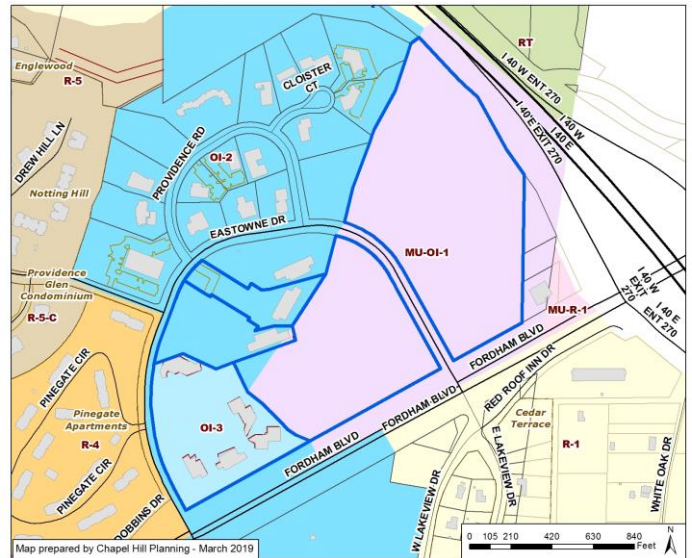 RT
I 40 W ENT 270
Englewood
R-5
CLOISTER CT
I 40 E EXIT 270
I 40 W
I 40 E
DREW HILL LN
PROVIDENCE RD
OI-2
Notting Hill
EASTOWNE DR
MU-OI-1
Providence
Glen
Condominium
I 40 W
EXIT
270
I 40 E
ENT 270
R-5-C
MU-R-1
FORDHAM BLVD
PINEGATE CIR
RED ROOF INN DR
FORDHAM BLVD
Pinegate
Apartments
Cedar
Terrace
OI-3
R-4
FORDHAM BLVD
R-1
PINEGATE CIR
E LAKEVIEW DR
WHITE OAK DR
DOBBINS DR
W LAKEVIEW DR
N
0 105 210 420 630 840
Feet
Map prepared by Chapel Hill Planning - March 2019